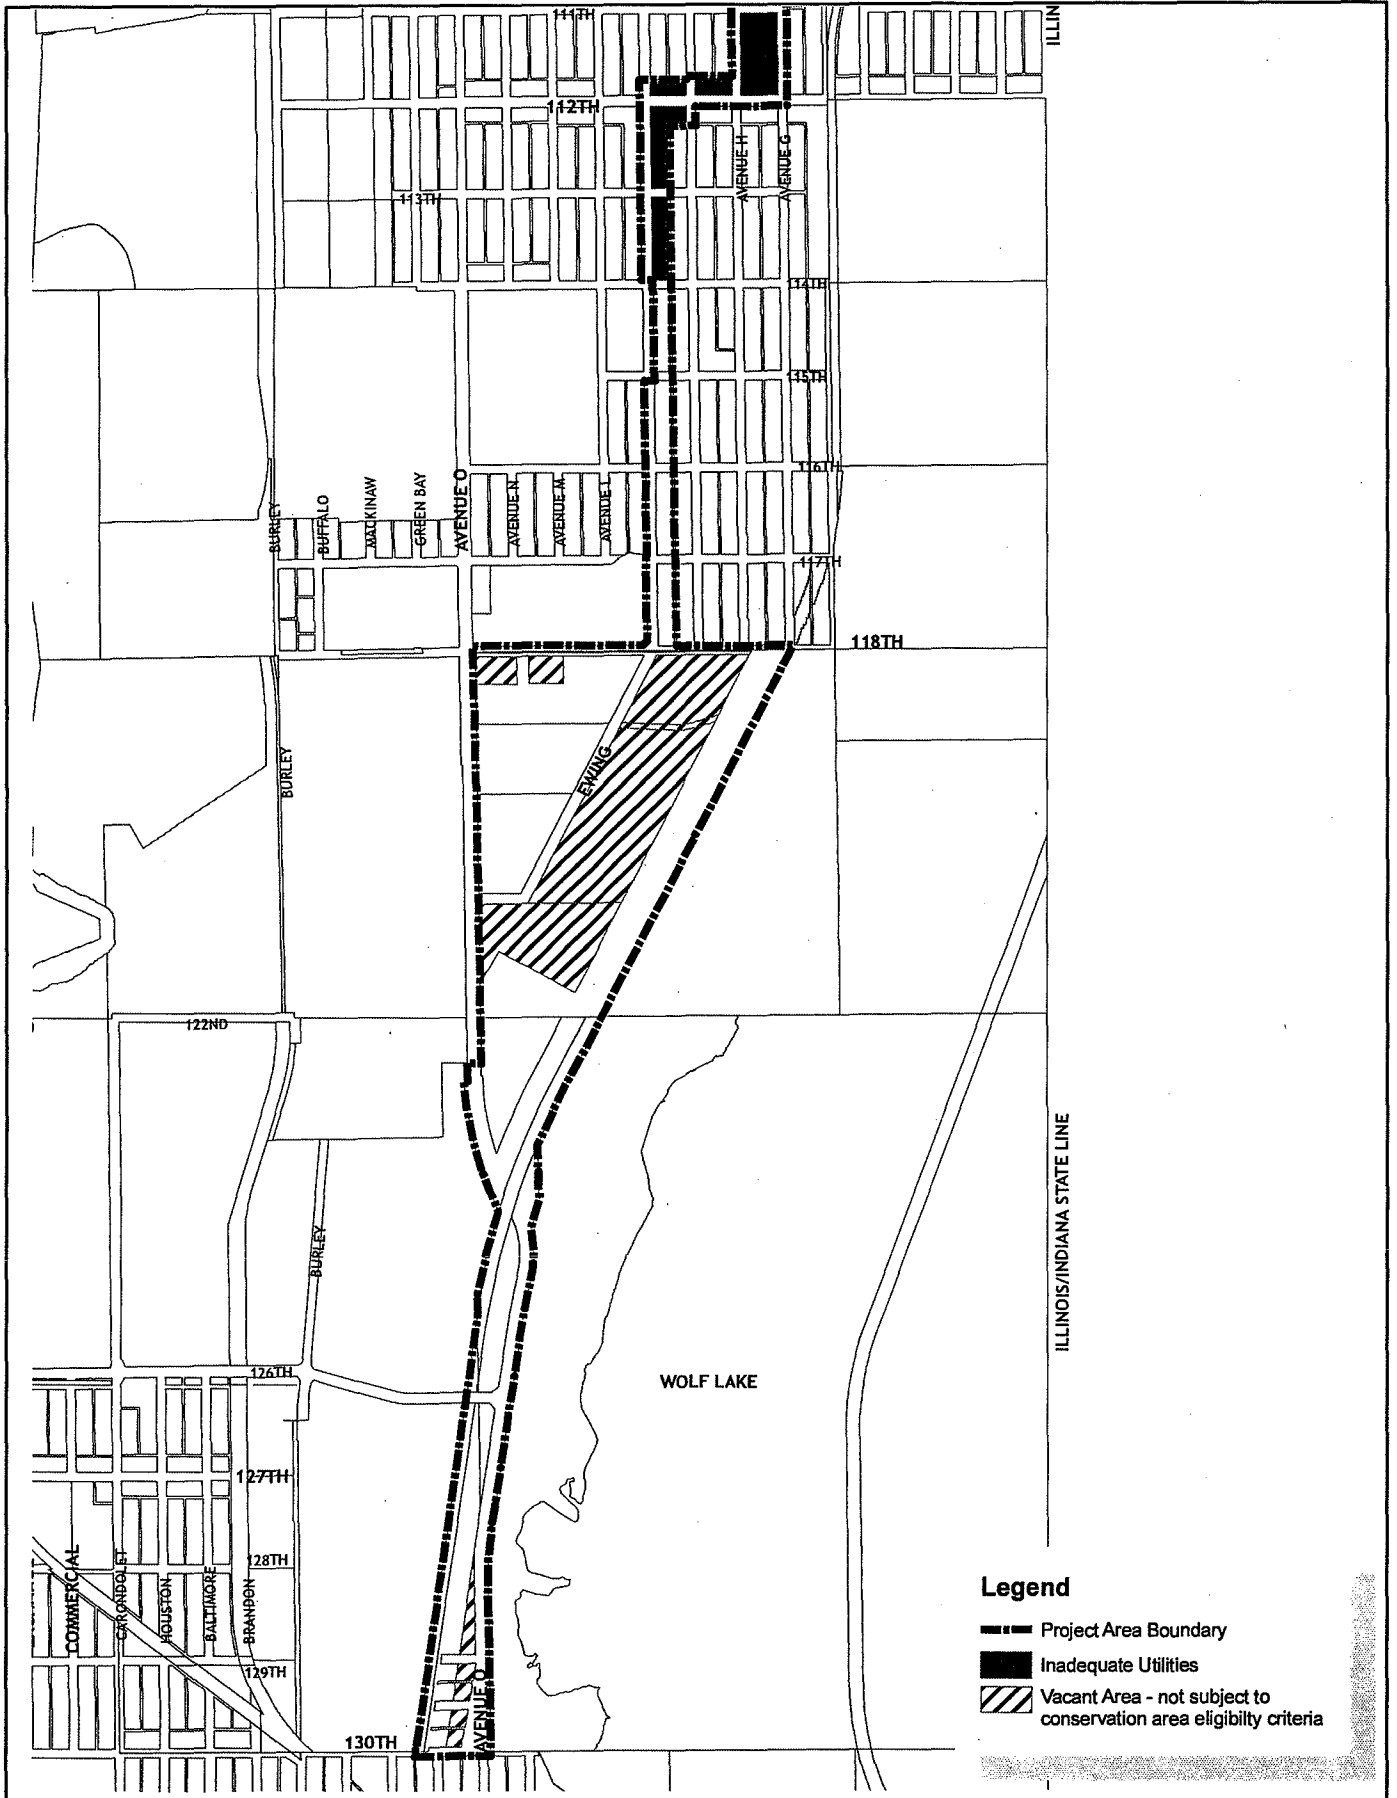 111TH
ILLIN
112TH
AVENUE H
AVENUE G
113TH
114TH
115TH
116TH
BURLEY
BUFFALO
MACKINAW
GREEN BAY
AVENUE O
AVENUE N
AVENUE M
AVENUE L
117TH
118TH
BURLEY
EWING
122ND
BURLEY
ILLINOIS/INDIANA STATE LINE
126TH
WOLF LAKE
127TH
128TH
COMMERCIAL
CARONDOLET
HOUSTON
BALTIMORE
BRANDON
129TH
AVENUE O
130TH
Legend
Project Area Boundary
Inadequate Utilities
Vacant Area - not subject to
conservation area eligibilty criteria